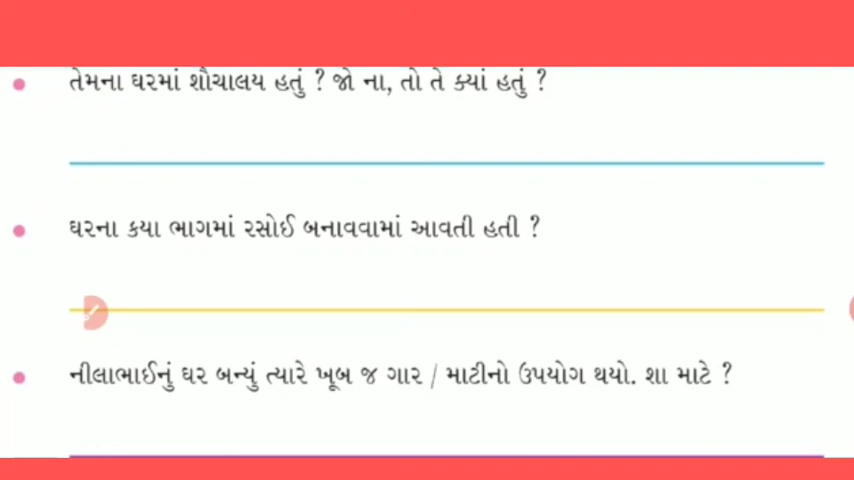 તેમના ઘરમાં શૌચાલય હતું ? જો ના, તો તે ક્યાં હતું ?
ઘરના કયા ભાગમાં રસોઈ બનાવવામાં આવતી હતી ?
નીલાભાઈનું ઘર બન્યું ત્યારે ખૂબ જ ગાર / માટીનો ઉપયોગ થયો. શા માટે ?